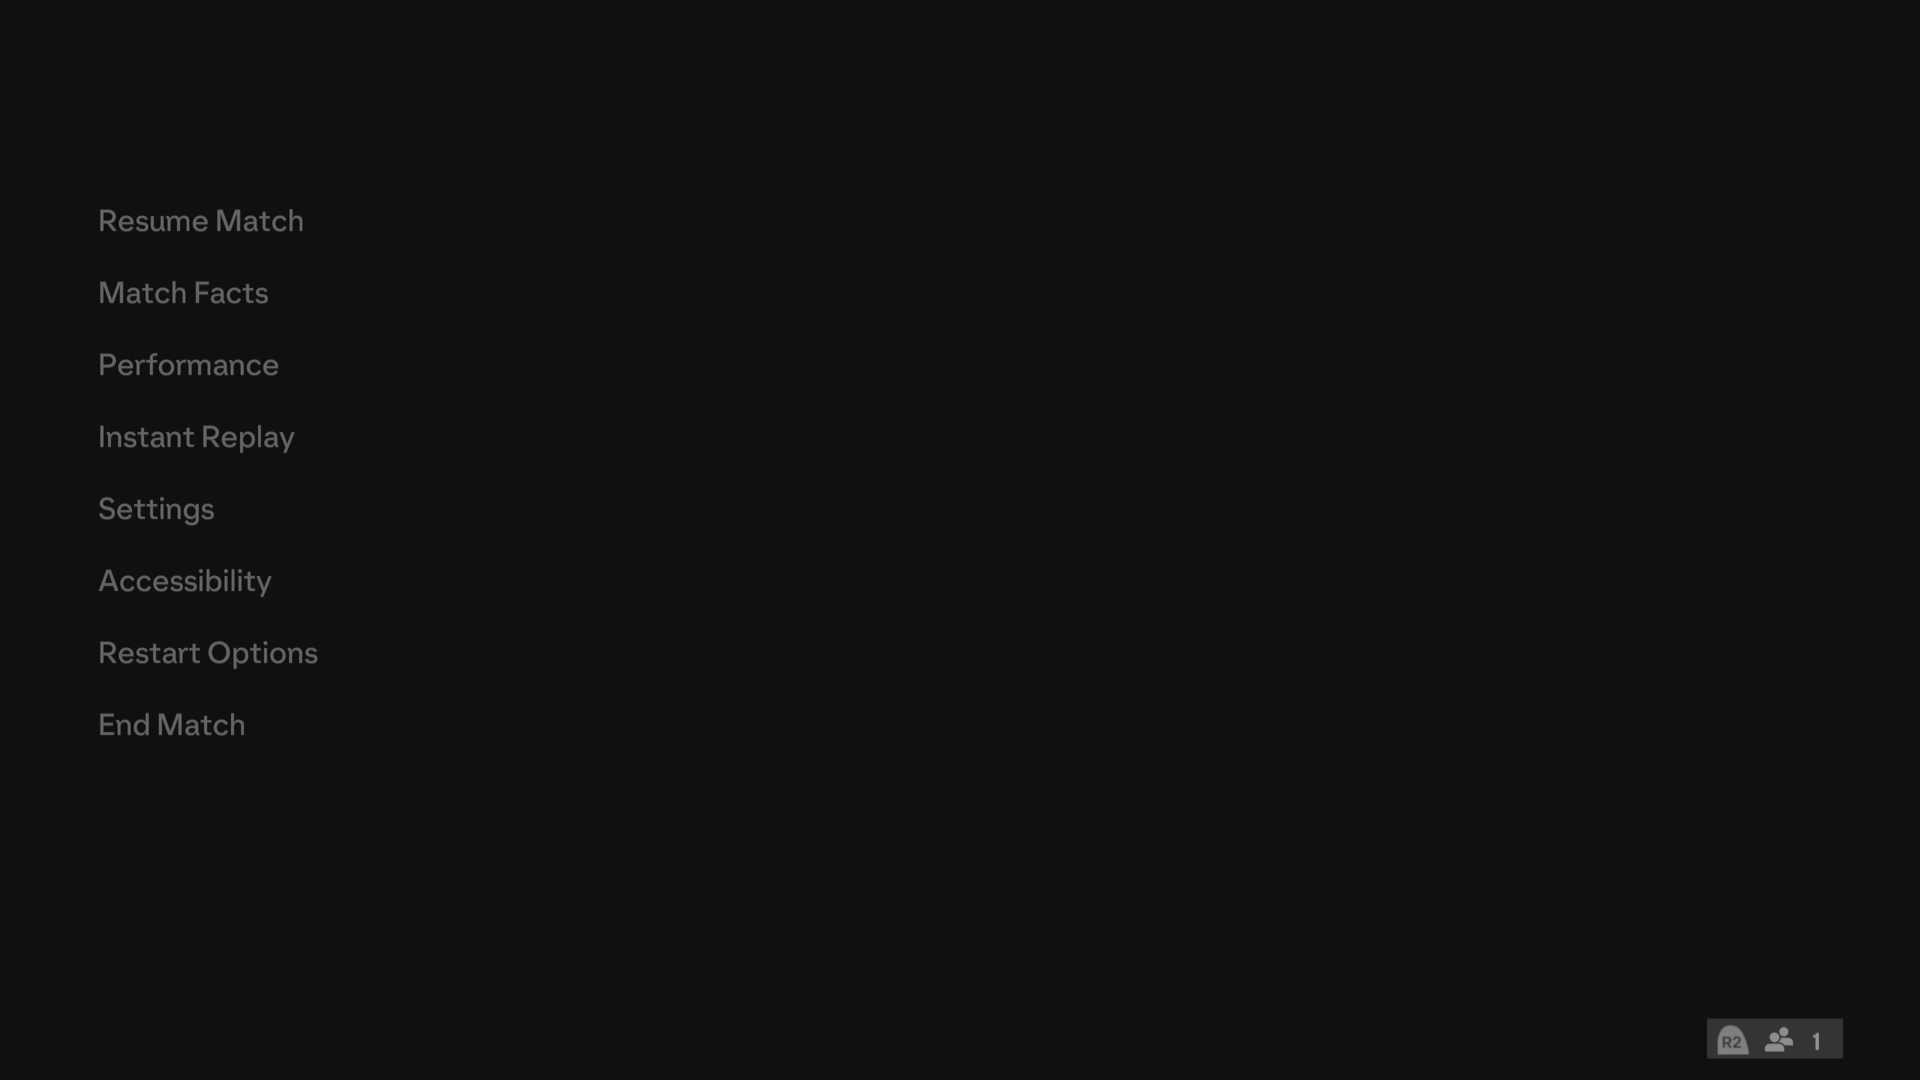 Resume Match
Match Facts
Performance
Instant Replay
Settings
Accessibility
Restart Options
End Match
R2 1